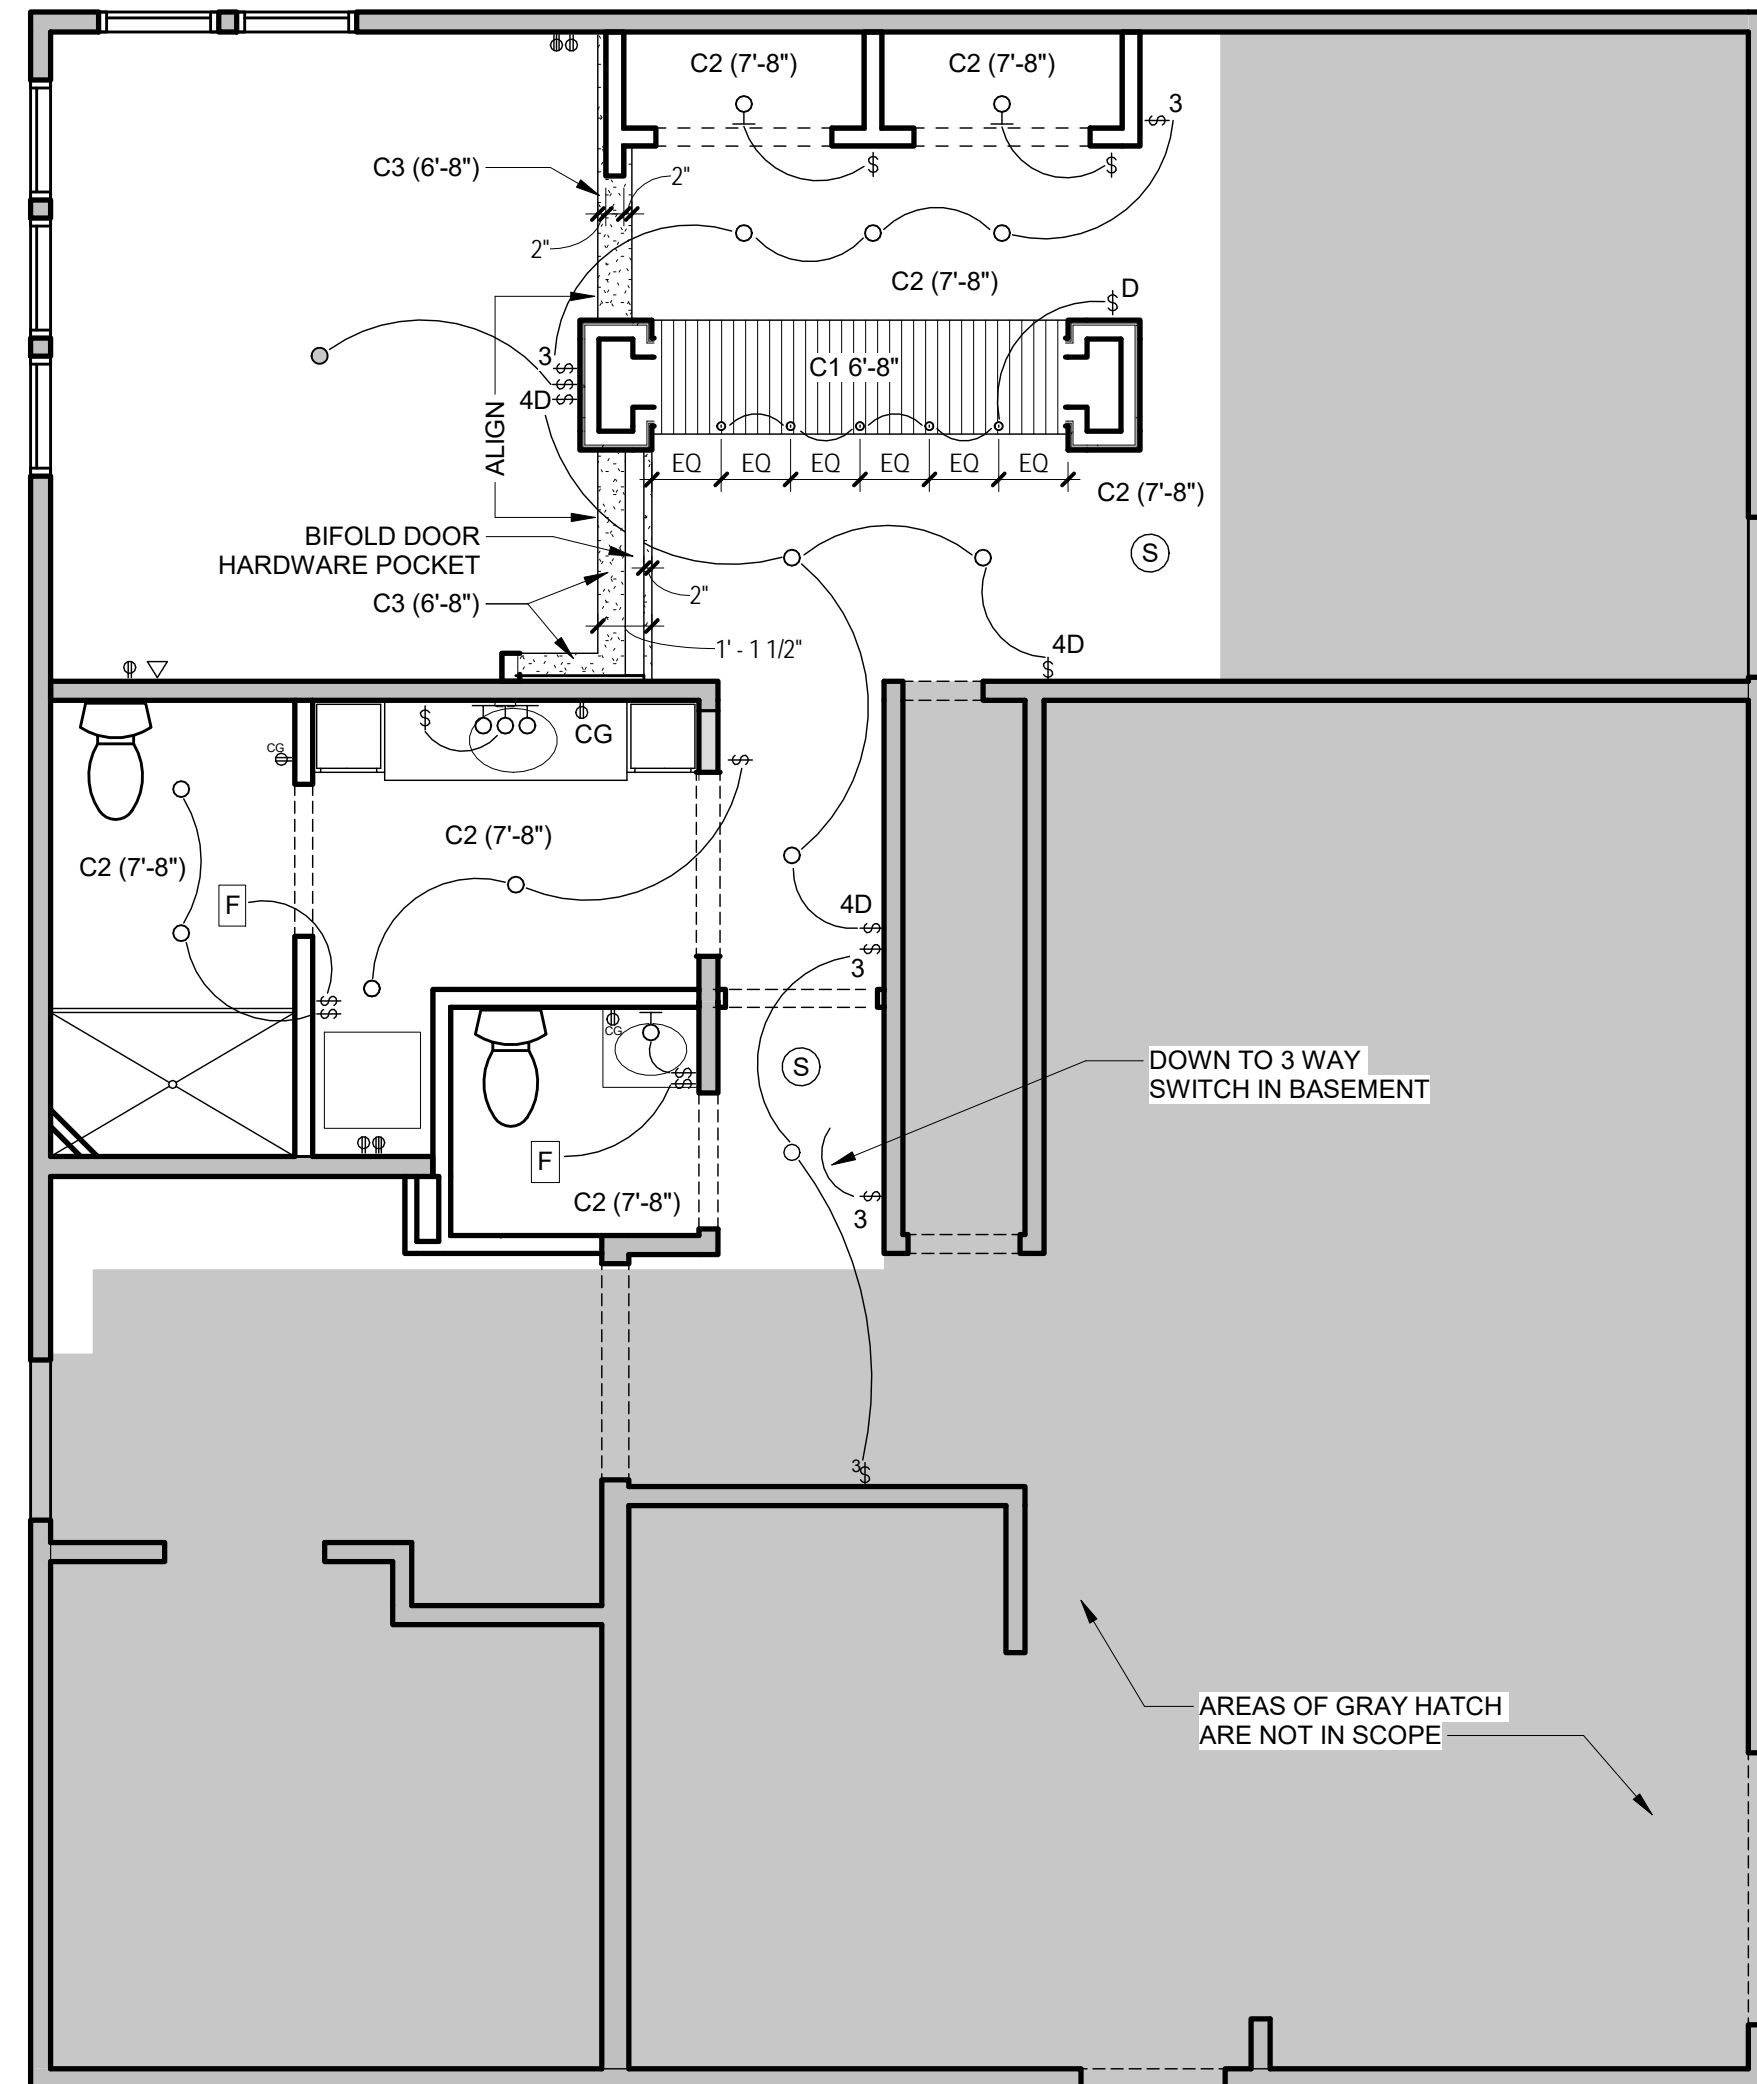 C2 (7'-8")
C2 (7'-8")
$
3
C3 (6'-8")
2"
$
$
2"
C2 (7'-8")
$
D
3
$
$
4D
$
C1 6'-8"
ALIGN
EQ
EQ
EQ
EQ
EQ
EQ
C2 (7'-8")
BIFOLD DOOR
HARDWARE POCKET
S
C3 (6'-8")
2"
1' - 1 1/2"
4D
$
$
CG
CG
$
C2 (7'-8")
C2 (7'-8")
F
4D
$
$
3
$
$
CG
S
$
$
DOWN TO 3 WAY
SWITCH IN BASEMENT
F
C2 (7'-8")
$
3
3
$
AREAS OF GRAY HATCH
ARE NOT IN SCOPE